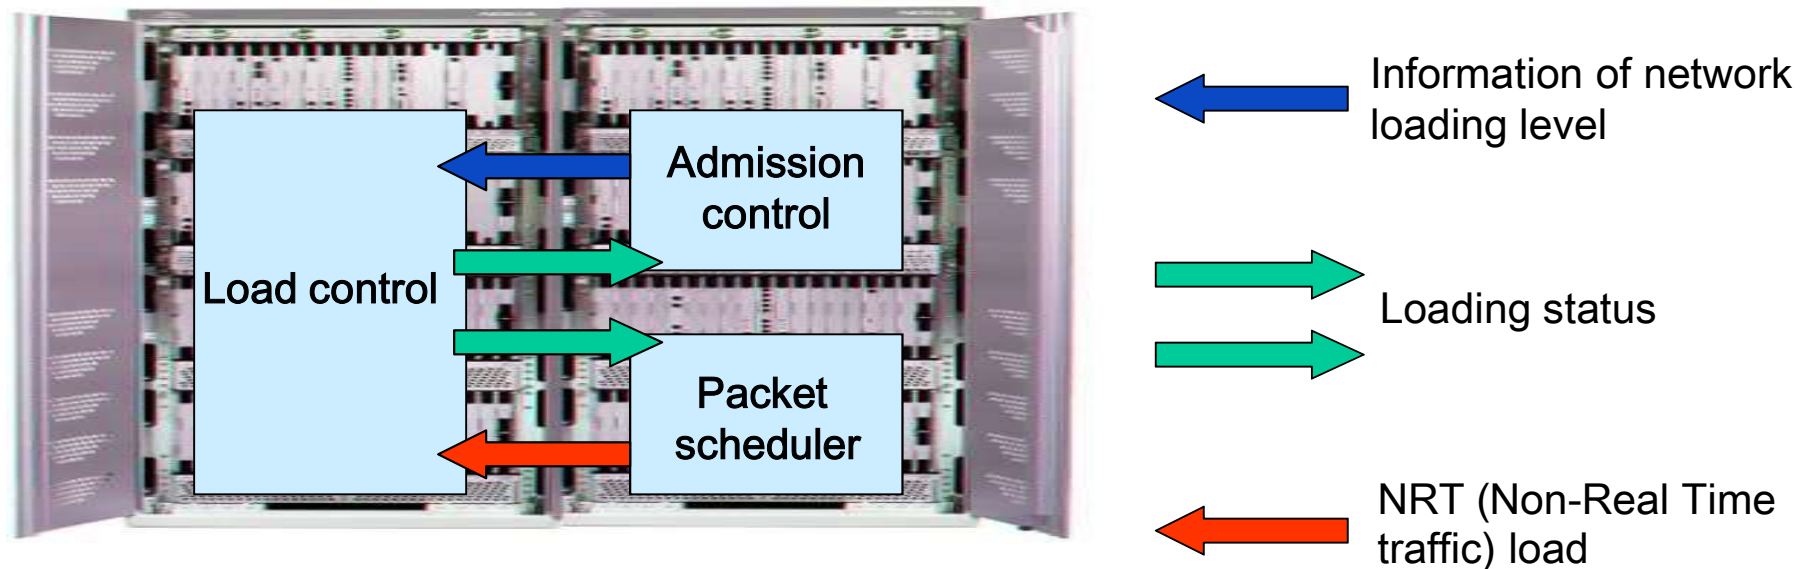 Load control
Admission
control
Packet
scheduler
Information of network
loading level
Loading status
NRT (Non-Real Time
traffic) load